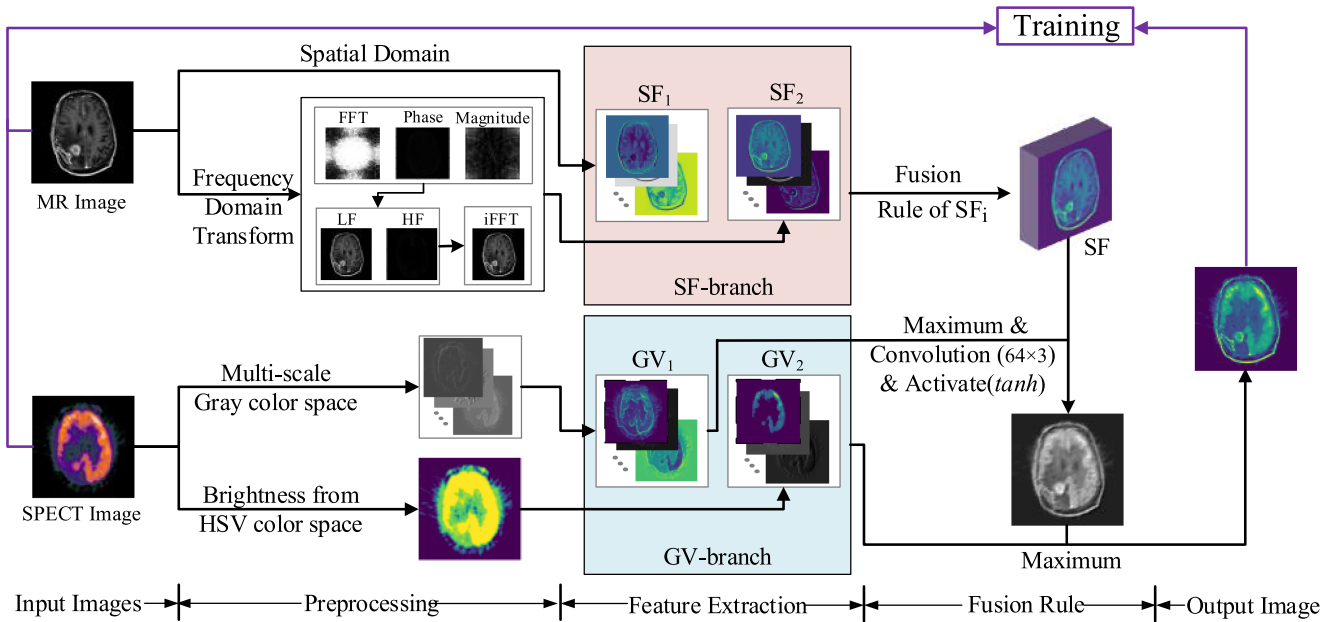 Training
Spatial Domain
MR Image
Frequency
Domain
Transform
FFT
Phase
Magnitude
LF
HF
iFFT
SF1
SF2
SF-branch
Fusion
Rule of SFi
SF
SPECT Image
Multi-scale
Gray color space
Brightness from
HSV color space
GV1
GV2
GV-branch
Maximum &
Convolution (64×3)
& Activate(tanh)
Maximum
Input Images
Preprocessing
Feature Extraction
Fusion Rule
Output Image